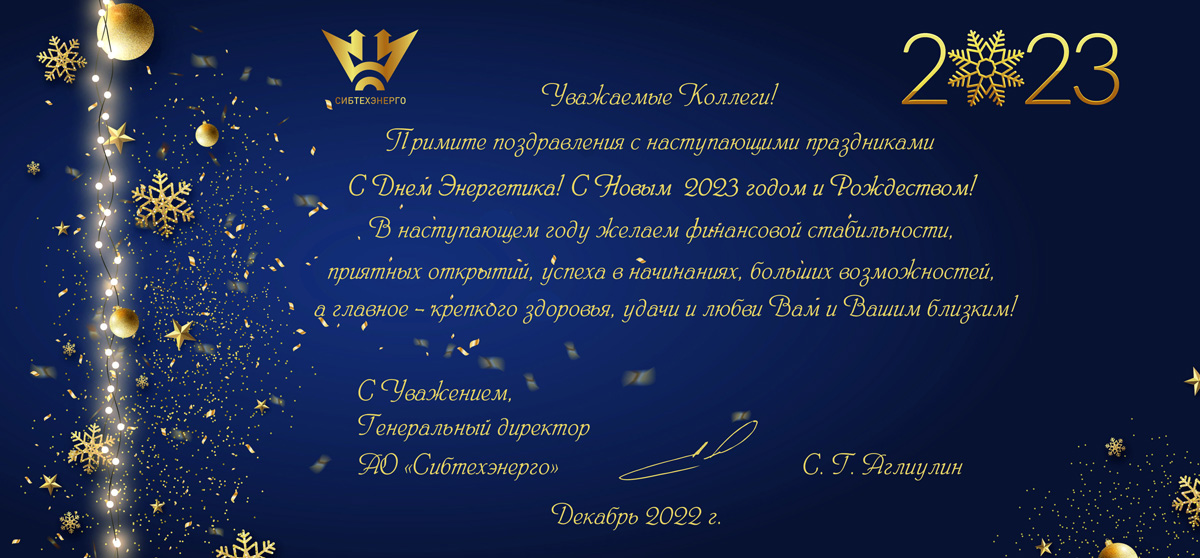 СИБТЕХЭНЕРГО
2023
Уважаемые Коллеги!
Примите поздравления с наступающими праздниками
С Днем Энергетика! С Новым 2023 годом и Рождеством!
В наступающем году желаем финансовой стабильности,
приятных открытий, успеха в начинаниях, больших возможностей,
а главное – крепкого здоровья, удачи и любви Вам и Вашим близким!
С Уважением,
Генеральный директор
АО «Сибтехэнерго»
С. Г. Аглиулин
Декабрь 2022 г.